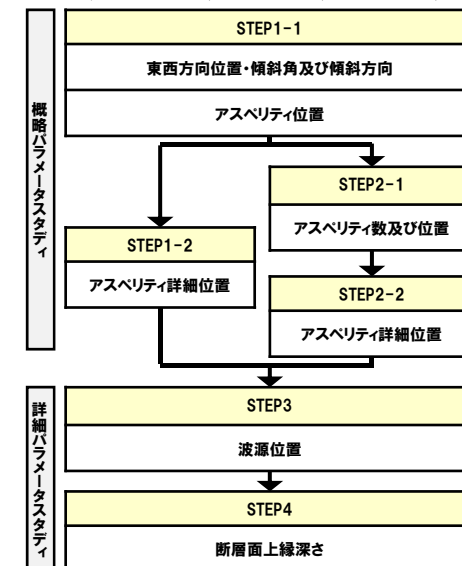 概略パラメータスタディ
STEP1-1
東西方向位置・傾斜角及び傾斜方向
アスペリティ位置
STEP1-2
アスペリティ詳細位置
STEP2-1
アスペリティ数及び位置
STEP2-2
アスペリティ詳細位置
詳細パラメータスタディ
STEP3
波源位置
STEP4
断層面上縁深さ